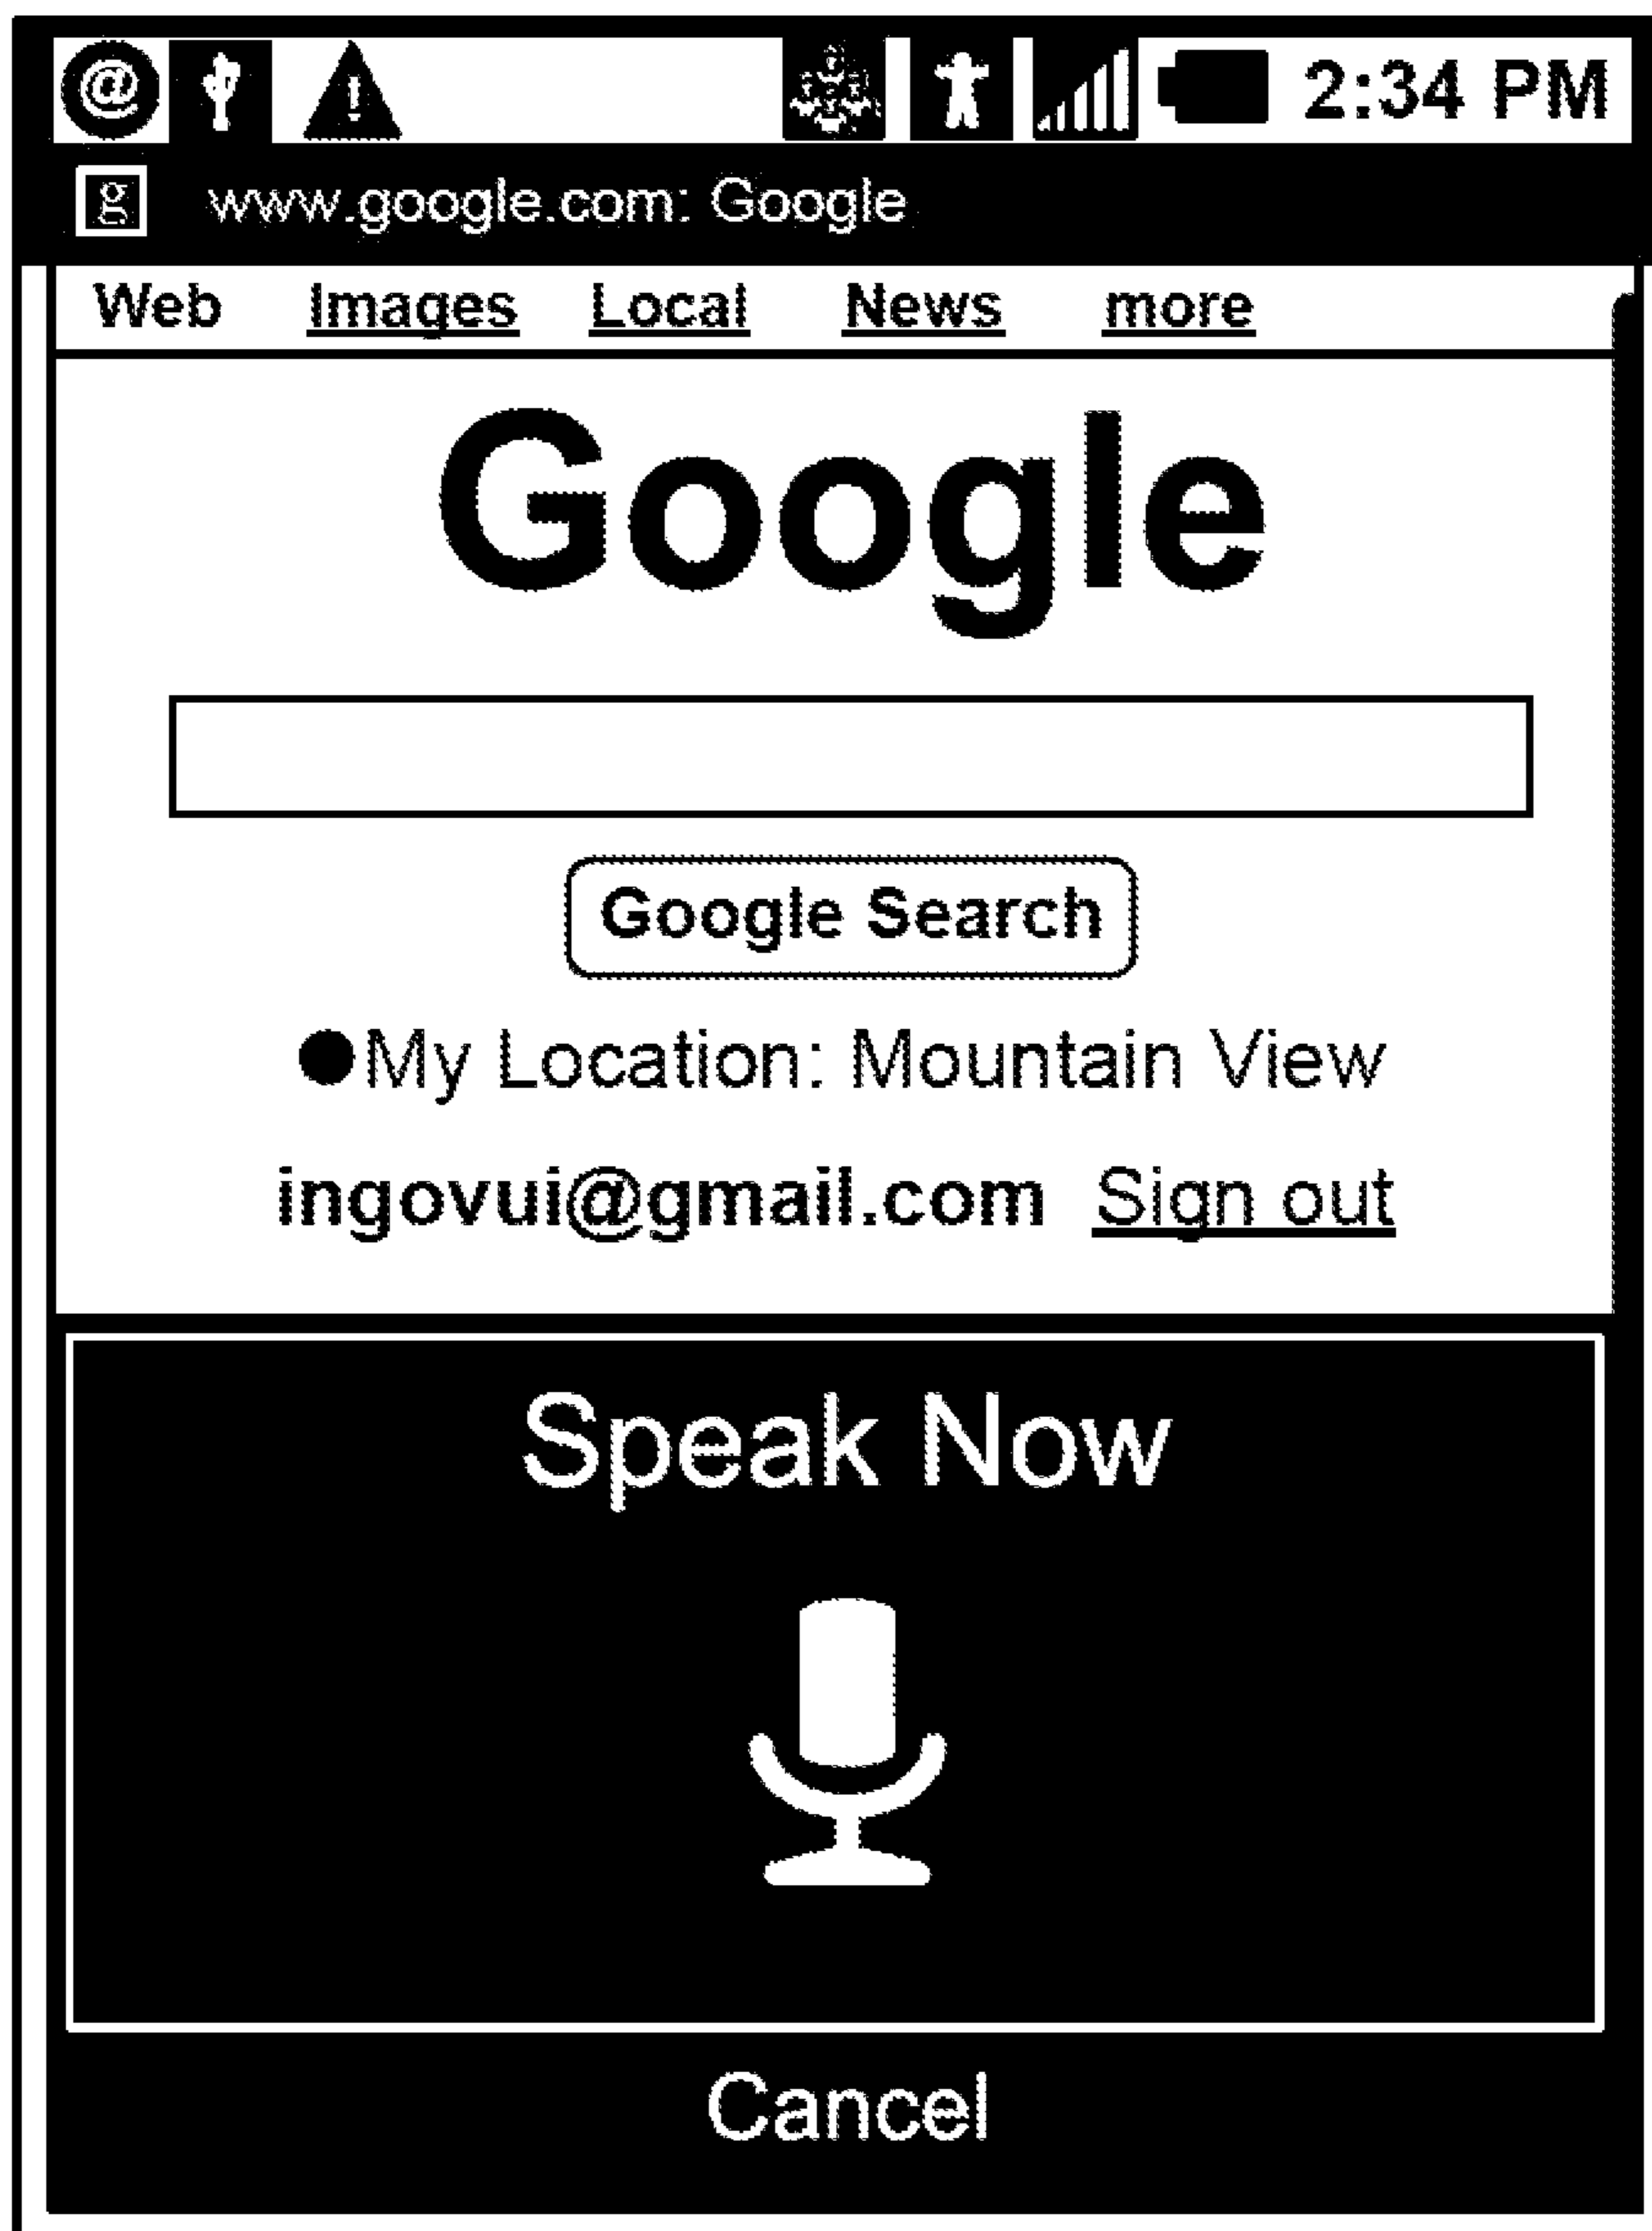 @ 2:34 PM
g www.google.com: Google
Web Images Local News more
Google
Google Search
My Location: Mountain View
ingovui@gmail.com Sign out
Speak Now
Cancel